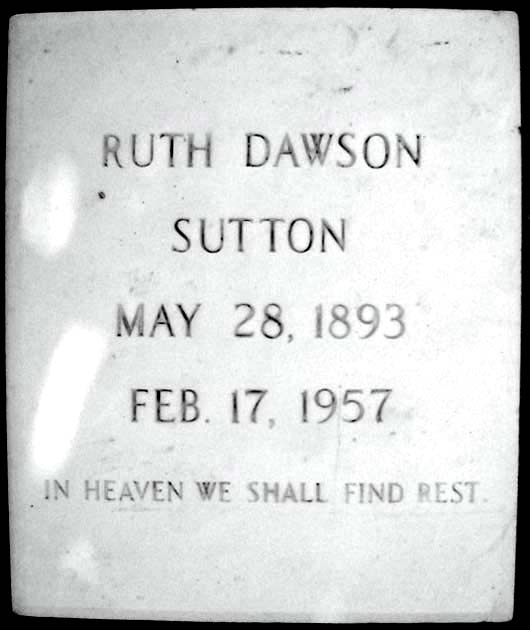 RUTH DAWSON
SUTTON
MAY 28, 1893
FEB. 17, 1957
IN HEAVEN WE SHALL FIND REST.